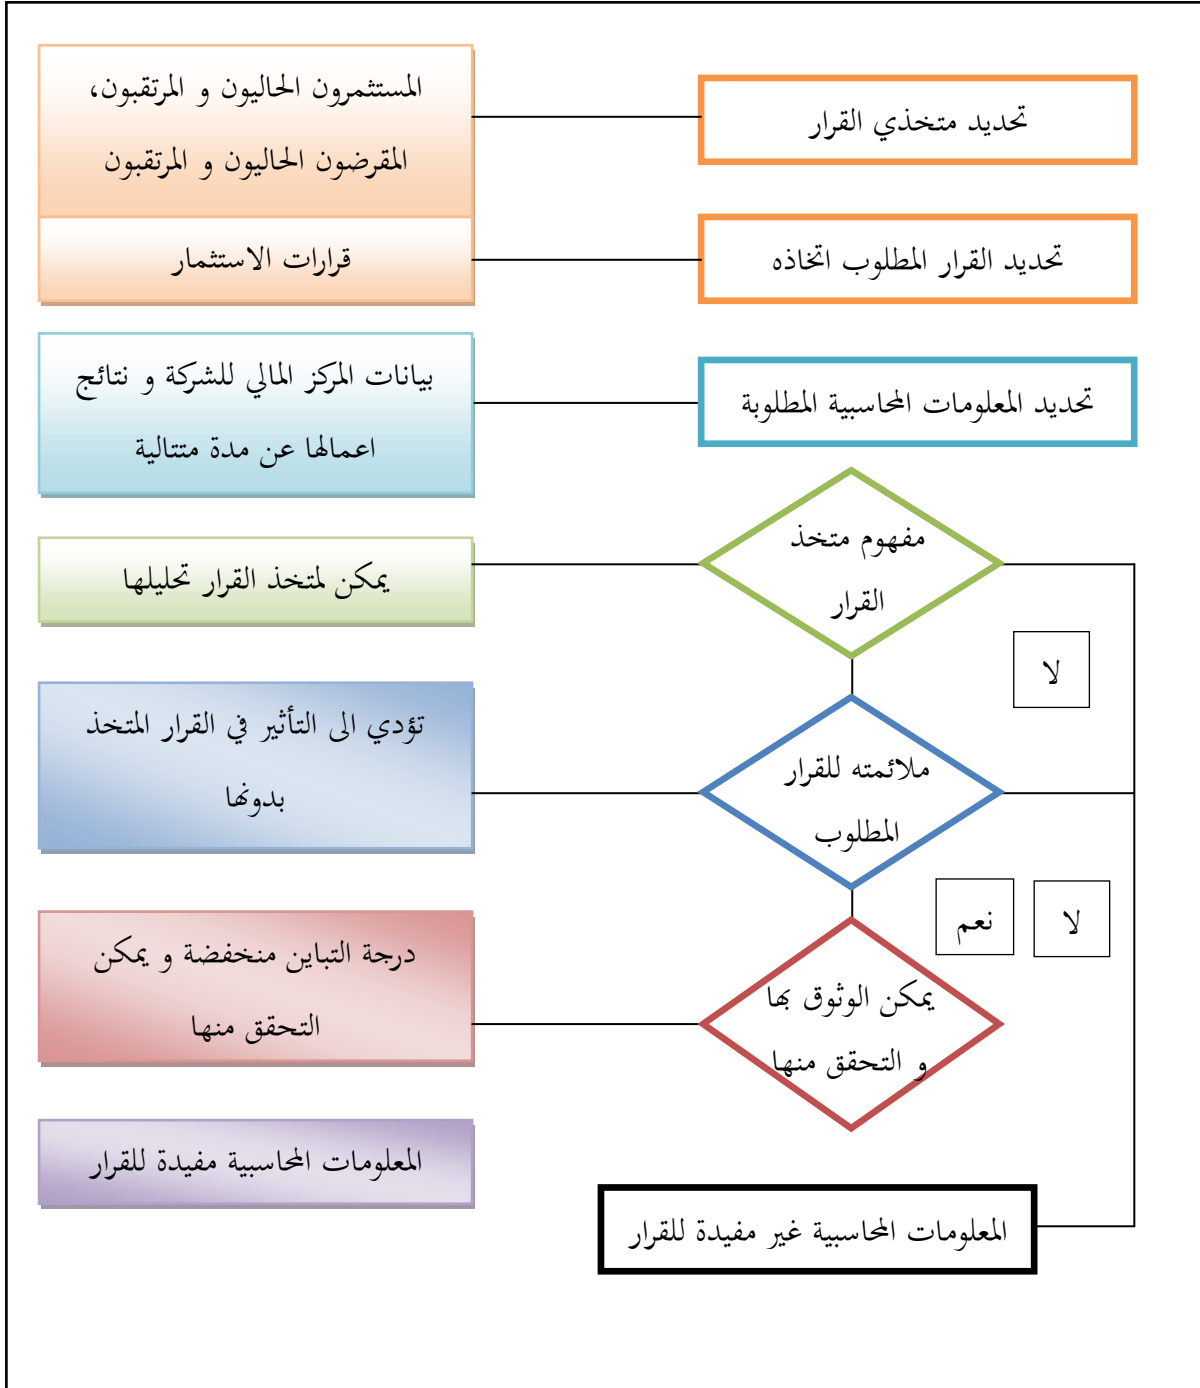 تحديد متخذي القرار
المستثمرون الحاليون و المرتقبون،
المقرضون الحاليون و المرتقبون
تحديد القرار المطلوب اتخاذه
قرارات الاستثمار
تحديد المعلومات المحاسبية المطلوبة
بيانات المركز المالي للشركة و نتائج
اعمالها عن مدة متتالية
مفهوم متخذ
القرار
يمكن لمتخذ القرار تحليلها
لا
ملائمته للقرار
المطلوب
تؤدي الى التأثير في القرار المتخذ
بدونها
لا
نعم
يمكن الوثوق بها
و التحقق منها
درجة التباين منخفضة و يمكن
التحقق منها
المعلومات المحاسبية مفيدة للقرار
المعلومات المحاسبية غير مفيدة للقرار